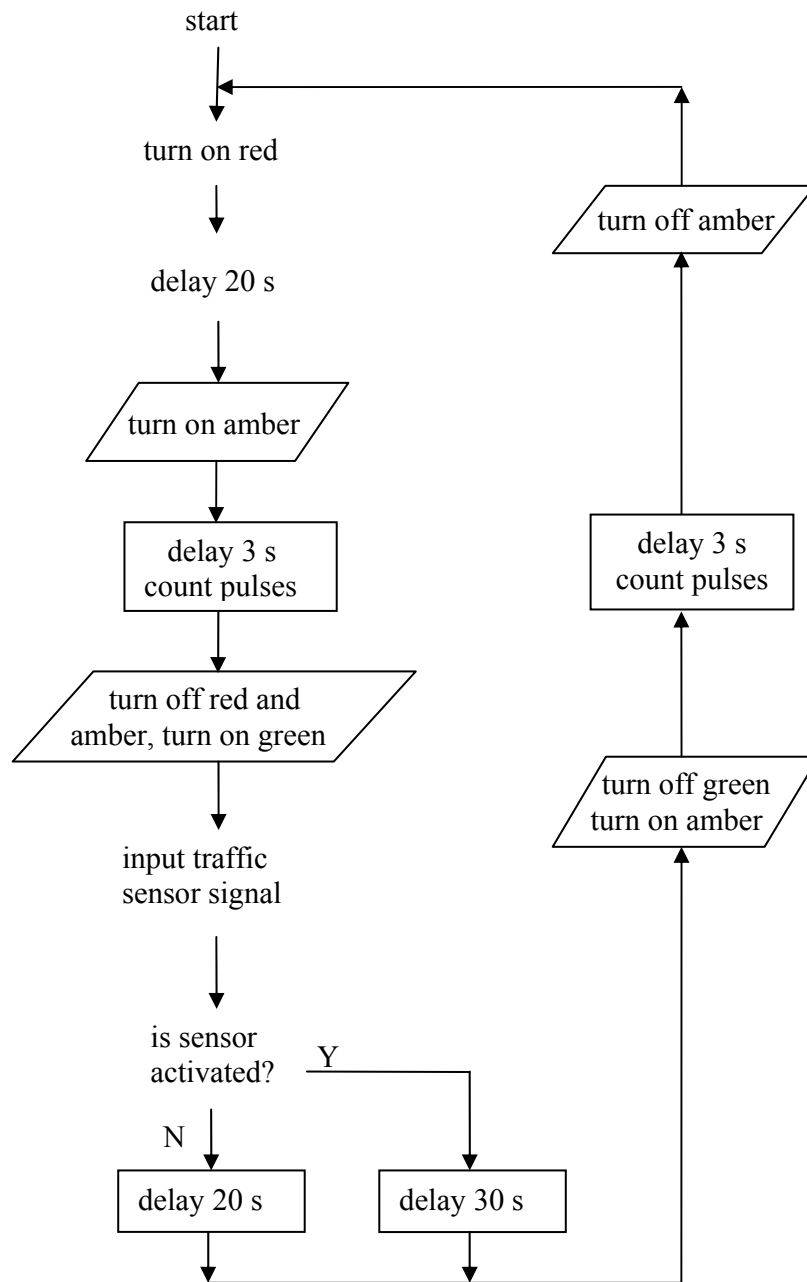 start
turn on red
delay 20 s
turn on amber
delay 3 s
count pulses
turn off red and
amber, turn on green
input traffic
sensor signal
is sensor
activated?
Y
N
delay 20 s
delay 30 s
turn off green
turn on amber
delay 3 s
count pulses
turn off amber